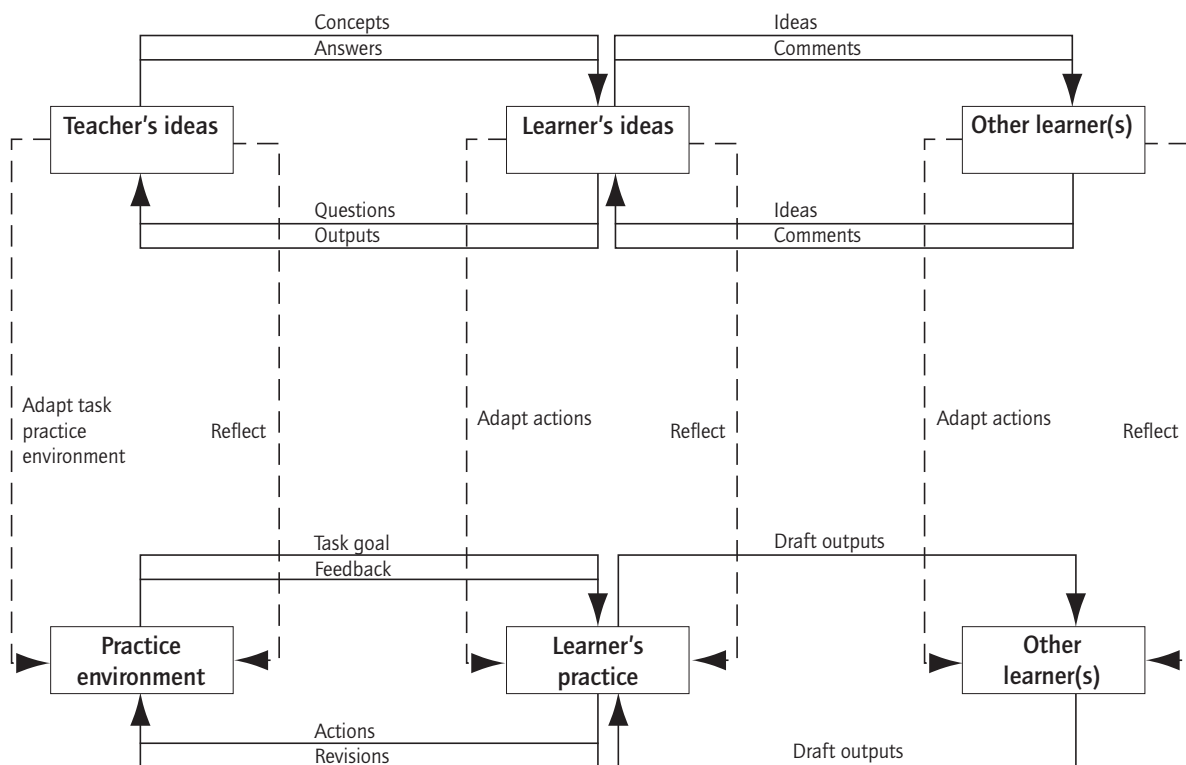 Concepts
Answers
Ideas
Comments
Teacher's ideas
Learner's ideas
Other learner(s)
Questions
Outputs
Ideas
Comments
Adapt task
practice
environment
Reflect
Adapt actions
Reflect
Adapt actions
Reflect
Task goal
Feedback
Draft outputs
Practice
environment
Learner's
practice
Other
learner(s)
Actions
Revisions
Draft outputs